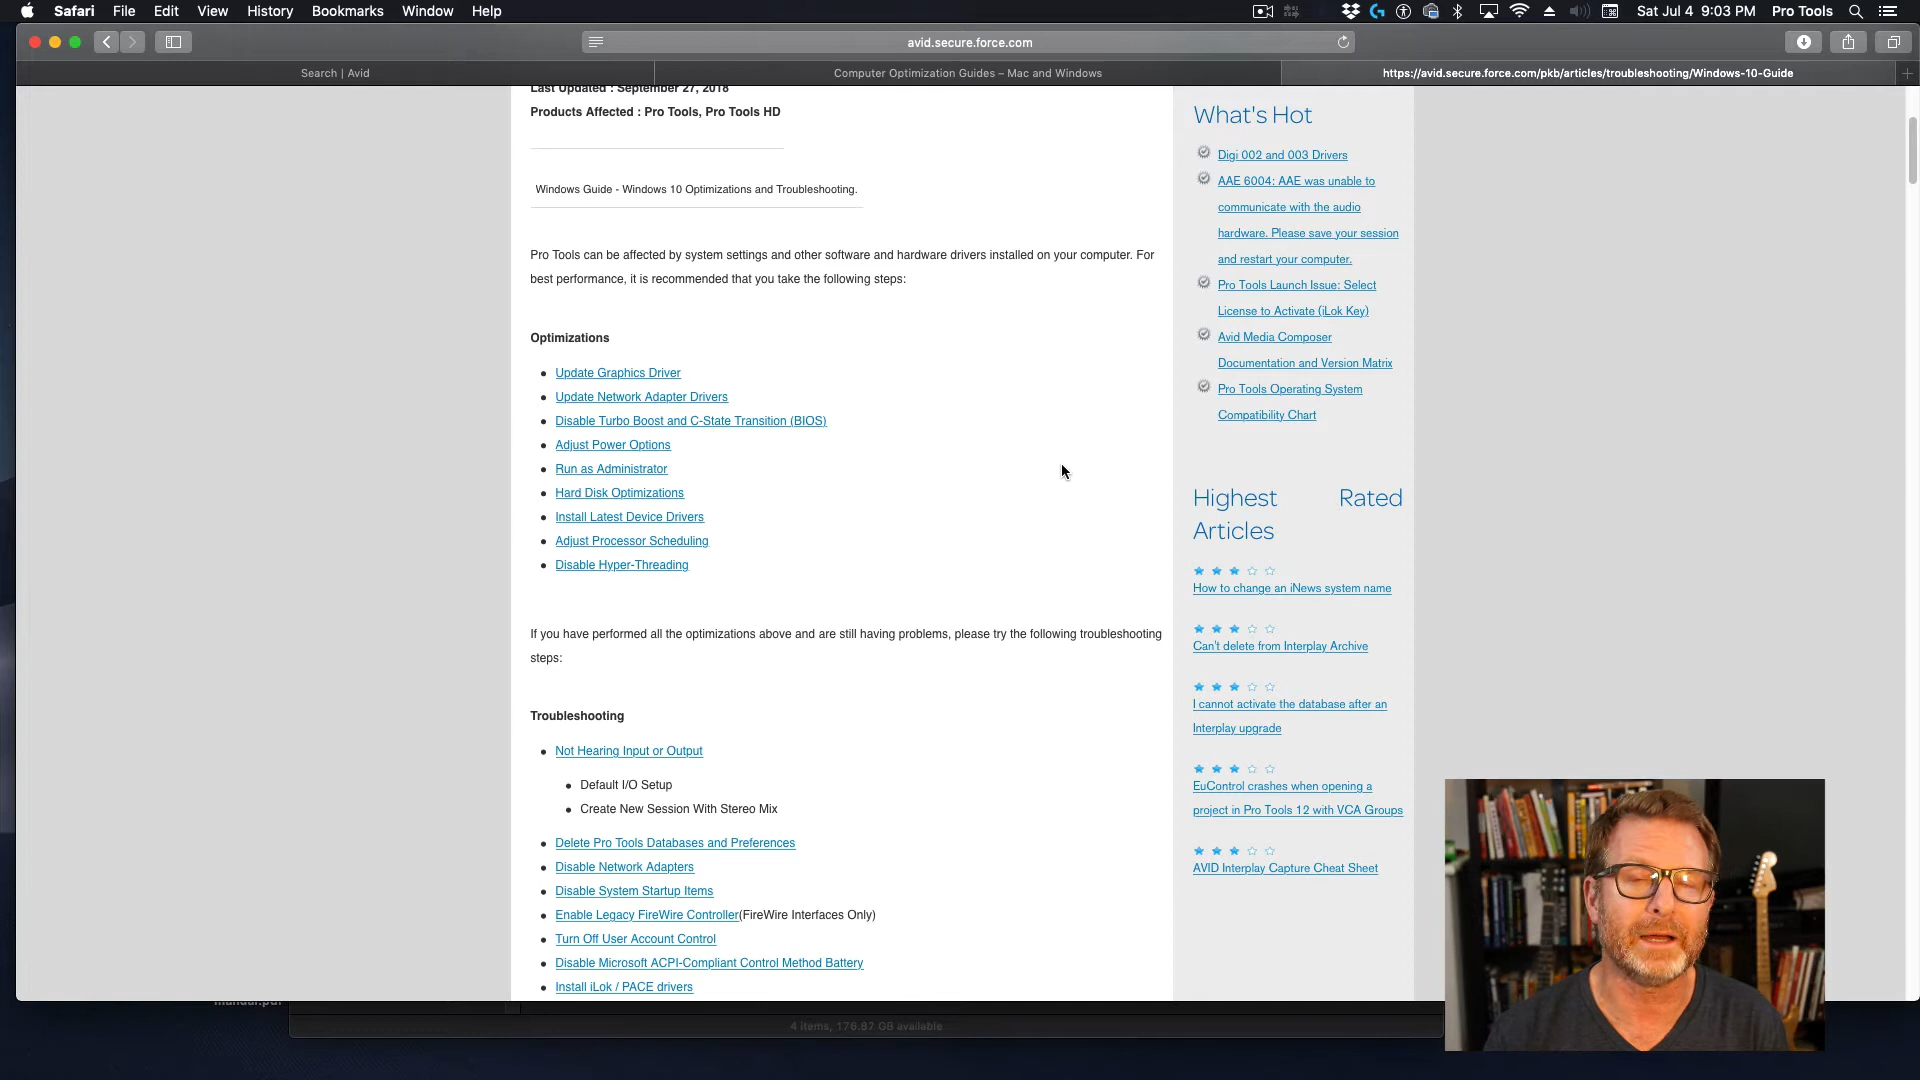 Safari File Edit View History Bookmarks Window Help
Sat Jul 4 9:03 PM Pro Tools
avid.secure.force.com
Search | Avid
Computer Optimization Guides – Mac and Windows
https://avid.secure.force.com/pkb/articles/troubleshooting/Windows-10-Guide
Last Updated : September 27, 2018
Products Affected : Pro Tools, Pro Tools HD
Windows Guide - Windows 10 Optimizations and Troubleshooting.
Pro Tools can be affected by system settings and other software and hardware drivers installed on your computer. For
best performance, it is recommended that you take the following steps:
Optimizations
Update Graphics Driver
Update Network Adapter Drivers
Disable Turbo Boost and C-State Transition (BIOS)
Adjust Power Options
Run as Administrator
Hard Disk Optimizations
Install Latest Device Drivers
Adjust Processor Scheduling
Disable Hyper-Threading
If you have performed all the optimizations above and are still having problems, please try the following troubleshooting
steps:
Troubleshooting
Not Hearing Input or Output
Default I/O Setup
Create New Session With Stereo Mix
Delete Pro Tools Databases and Preferences
Disable Network Adapters
Disable System Startup Items
Enable Legacy FireWire Controller(FireWire Interfaces Only)
Turn Off User Account Control
Disable Microsoft ACPI-Compliant Control Method Battery
Install iLok / PACE drivers
What's Hot
Digi 002 and 003 Drivers
AAE 6004: AAE was unable to
communicate with the audio
hardware. Please save your session
and restart your computer.
Pro Tools Launch Issue: Select
License to Activate (iLok Key)
Avid Media Composer
Documentation and Version Matrix
Pro Tools Operating System
Compatibility Chart
Highest Rated
Articles
How to change an iNews system name
Can't delete from Interplay Archive
I cannot activate the database after an
Interplay upgrade
EuControl crashes when opening a
project in Pro Tools 12 with VCA Groups
AVID Interplay Capture Cheat Sheet
manual.pdf
4 items, 176.87 GB available